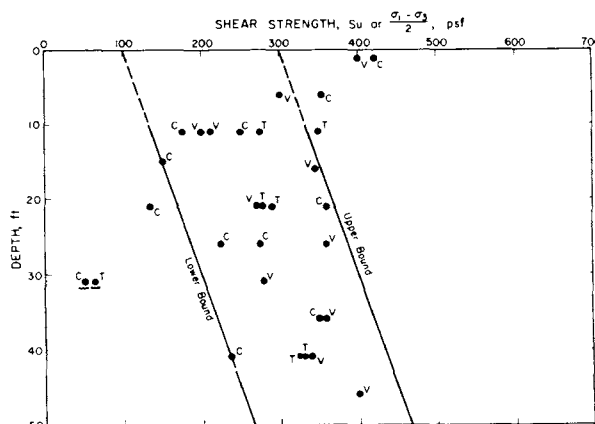 SHEAR STRENGTH, Su or σ₁ - σ₃ / 2 , psf
0 100 200 300 400 500 600 700
0
V C
V C
10
C V V C T T
C V
20
C V T T C
C C V
DEPTH, ft
Lower Bound
Upper Bound
30
C T V
C V
40
C T T V
V
50